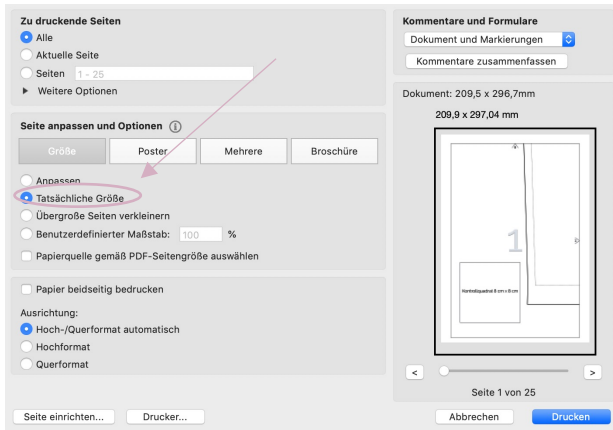 Zu druckende Seiten
Alle
Aktuelle Seite
Seiten 1 - 25
Weitere Optionen
Seite anpassen und Optionen
Größe Poster Mehrere Broschüre
Anpassen
Tatsächliche Größe
Übergroße Seiten verkleinern
Benutzerdefinierter Maßstab: 100 %
Papierquelle gemäß PDF-Seitengröße auswählen
Papier beidseitig bedrucken
Ausrichtung:
Hoch-/Querformat automatisch
Hochformat
Querformat
Seite einrichten... Drucker...
Kommentare und Formulare
Dokument und Markierungen
Kommentare zusammenfassen
Dokument: 209,5 x 296,7mm
209,9 x 297,04 mm
1
Kontrollquadrat 8 cm x 8 cm
< >
Seite 1 von 25
Abbrechen Drucken